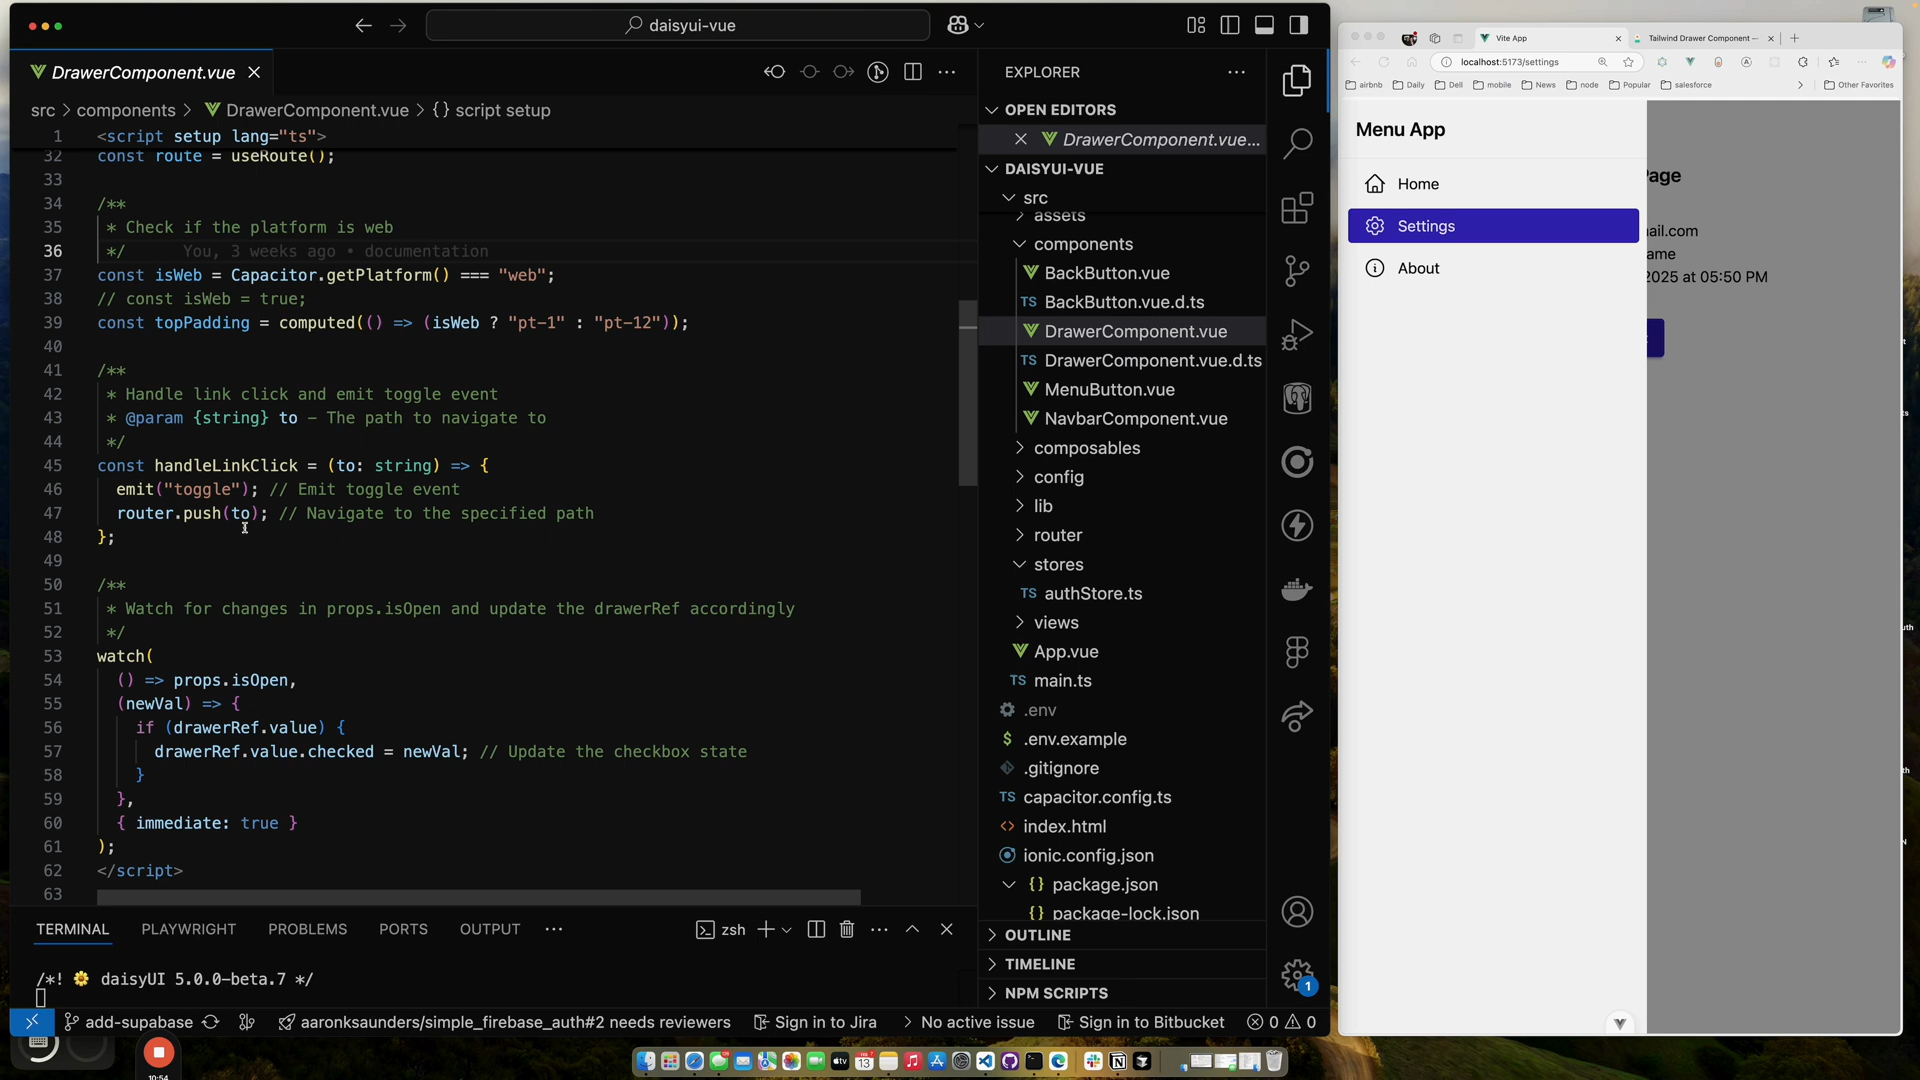 daisyui-vue
DrawerComponent.vue
src > components > DrawerComponent.vue > {} script setup
1 <script setup lang="ts">
32 const route = useRoute();
33
34 /**
35 * Check if the platform is web
36 */ You, 3 weeks ago • documentation
37 const isWeb = Capacitor.getPlatform() === "web";
38 // const isWeb = true;
39 const topPadding = computed(() => (isWeb ? "pt-1" : "pt-12"));
40
41 /**
42 * Handle link click and emit toggle event
43 * @param {string} to - The path to navigate to
44 */
45 const handleLinkClick = (to: string) => {
46 emit("toggle"); // Emit toggle event
47 router.push(to); // Navigate to the specified path
48 };
49
50 /**
51 * Watch for changes in props.isOpen and update the drawerRef accordingly
52 */
53 watch(
54 () => props.isOpen,
55 (newVal) => {
56 if (drawerRef.value) {
57 drawerRef.value.checked = newVal; // Update the checkbox state
58 }
59 },
60 { immediate: true }
61 );
62 </script>
63
TERMINAL PLAYWRIGHT PROBLEMS PORTS OUTPUT
zsh
/*! 🌼 daisyUI 5.0.0-beta.7 */
EXPLORER
OPEN EDITORS
DrawerComponent.vue...
DAISYUI-VUE
src
assets
components
BackButton.vue
TS BackButton.vue.d.ts
DrawerComponent.vue
TS DrawerComponent.vue.d.ts
MenuButton.vue
NavbarComponent.vue
composables
config
lib
router
stores
TS authStore.ts
views
App.vue
TS main.ts
.env
$ .env.example
.gitignore
TS capacitor.config.ts
index.html
ionic.config.json
{} package.json
{} package-lock.json
OUTLINE
TIMELINE
NPM SCRIPTS
1
add-supabase aaronksaunders/simple_firebase_auth#2 needs reviewers Sign in to Jira No active issue Sign in to Bitbucket 0 0
Vite App Tailwind Drawer Component —
localhost:5173/settings
airbnb Daily Dell mobile News node Popular salesforce Other Favorites
Menu App
Home
Settings
About
Page
ail.com
ame
2025 at 05:50 PM
10:54